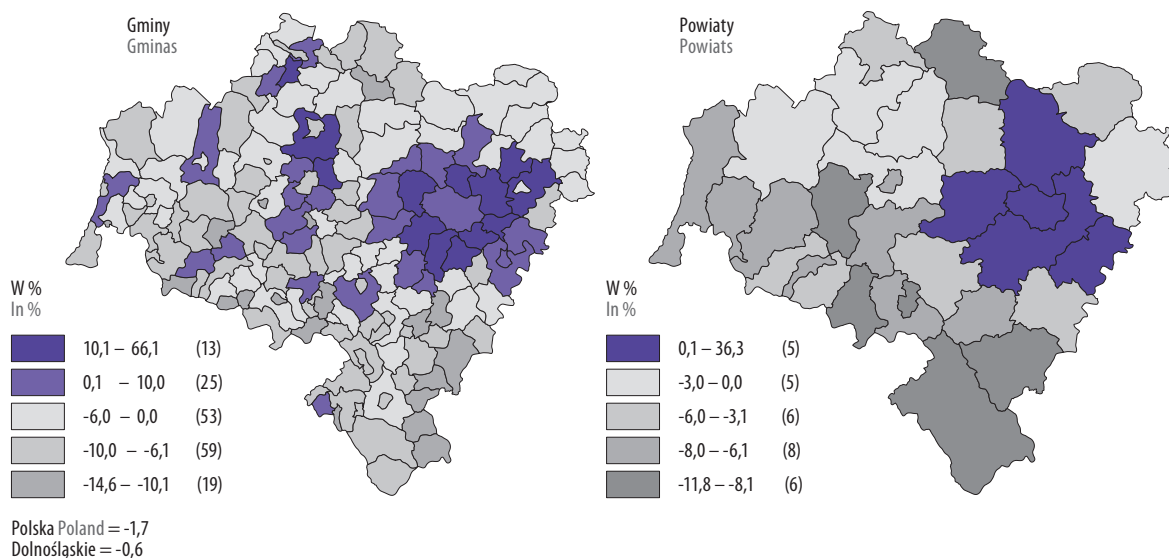 Gminy
Gminas
W %
In %
10,1 – 66,1 (13)
0,1 – 10,0 (25)
-6,0 – 0,0 (53)
-10,0 – -6,1 (59)
-14,6 – -10,1 (19)
Polska Poland = -1,7
Dolnośląskie = -0,6
Powiaty
Powiats
W %
In %
0,1 – 36,3 (5)
-3,0 – 0,0 (5)
-6,0 – -3,1 (6)
-8,0 – -6,1 (8)
-11,8 – -8,1 (6)